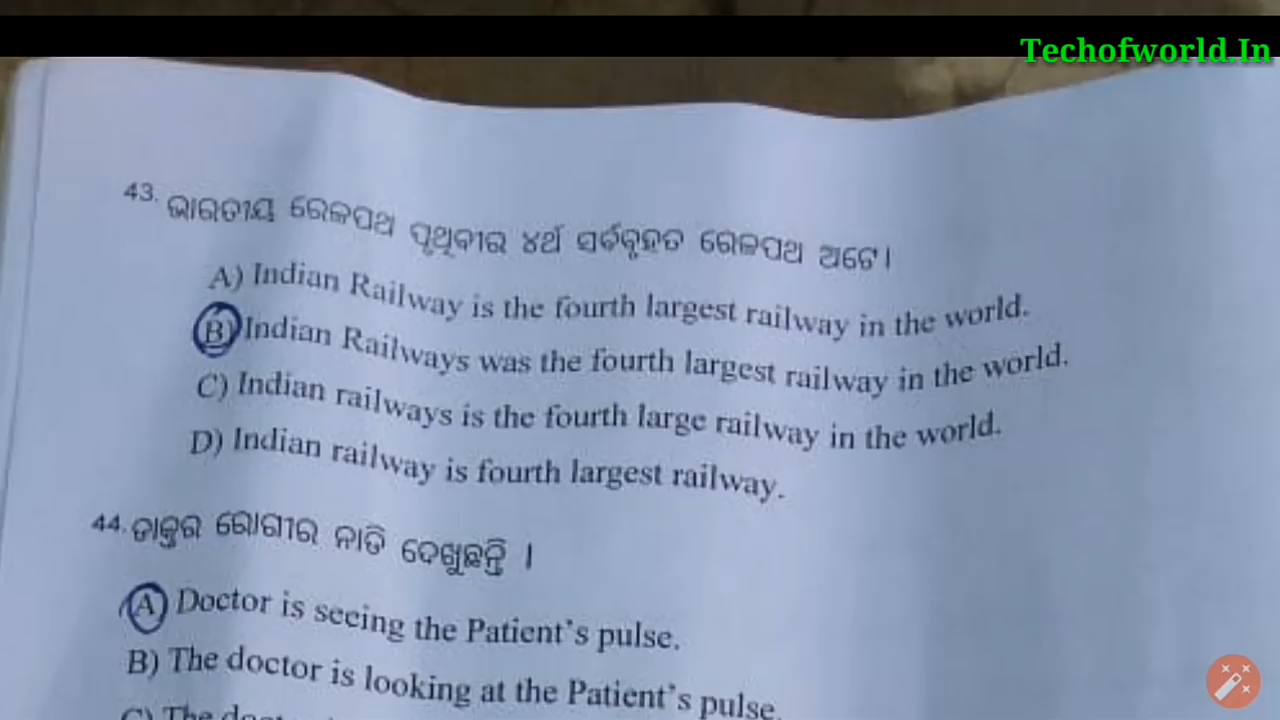 Techofworld.In
43. ଭାରତୀୟ ରେଳପଥ ପୃଥିବୀର ୪ର୍ଥ ସର୍ବବୃହତ ରେଳପଥ ଅଟେ।
A) Indian Railway is the fourth largest railway in the world.
B) Indian Railways was the fourth largest railway in the world.
C) Indian railways is the fourth large railway in the world.
D) Indian railway is fourth largest railway.
44. ଡାକ୍ତର ରୋଗୀର ନାଡି ଦେଖୁଛନ୍ତି ।
A) Doctor is seeing the Patient's pulse.
B) The doctor is looking at the Patient's pulse.
C) The